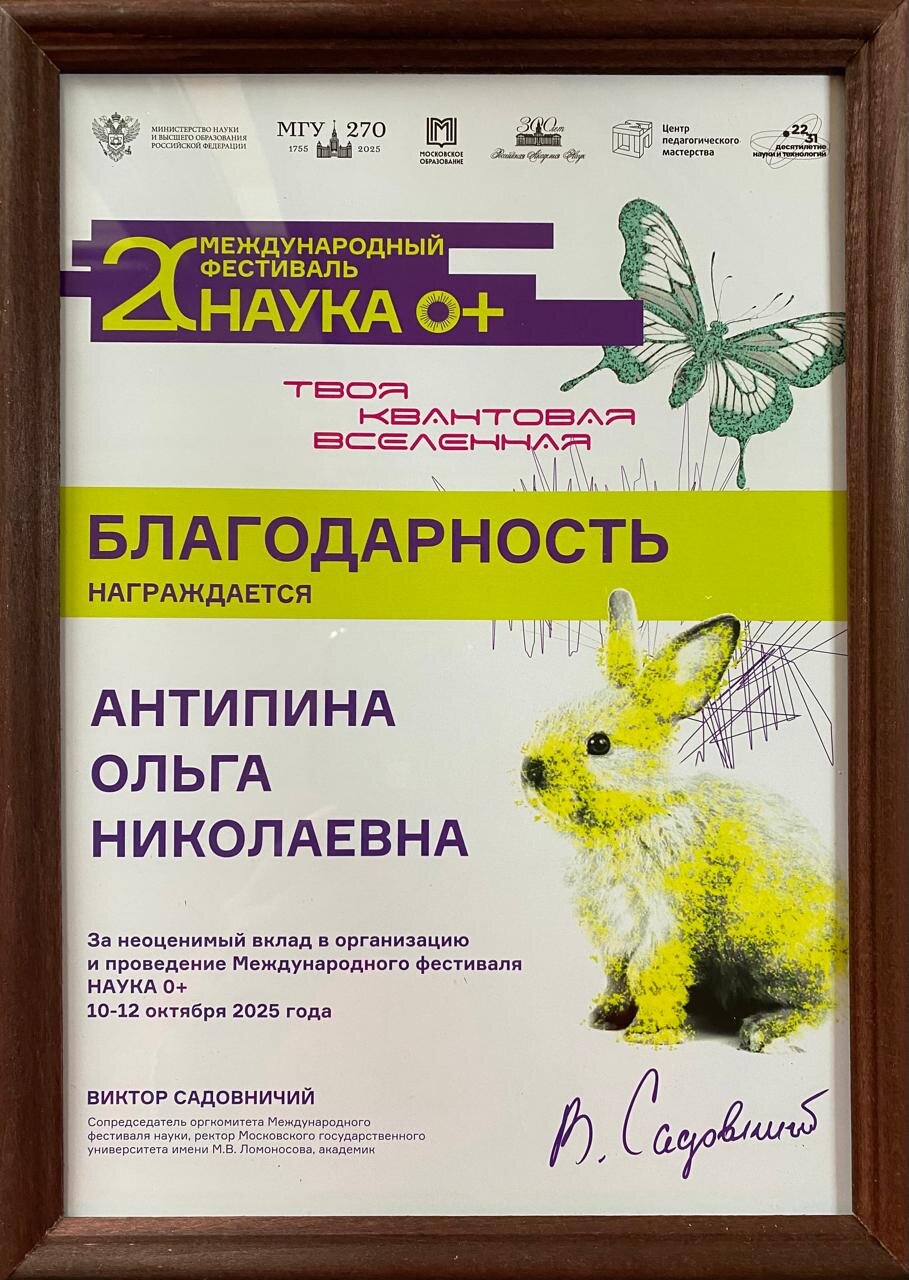 МИНИСТЕРСТВО НАУКИ
И ВЫСШЕГО ОБРАЗОВАНИЯ
РОССИЙСКОЙ ФЕДЕРАЦИИ
МГУ 270
1755 2025
МОСКОВСКОЕ
ОБРАЗОВАНИЕ
300 лет
Российская Академия Наук
Центр
педагогического
мастерства
22
31
десятилетие
науки и технологий
20 МЕЖДУНАРОДНЫЙ
ФЕСТИВАЛЬ
НАУКА 0+
ТВОЯ
КВАНТОВАЯ
ВСЕЛЕННАЯ
БЛАГОДАРНОСТЬ
НАГРАЖДАЕТСЯ
АНТИПИНА
ОЛЬГА
НИКОЛАЕВНА
За неоценимый вклад в организацию
и проведение Международного фестиваля
НАУКА 0+
10-12 октября 2025 года
ВИКТОР САДОВНИЧИЙ
Сопредседатель оргкомитета Международного
фестиваля науки, ректор Московского государственного
университета имени М.В. Ломоносова, академик
В. Садовничий